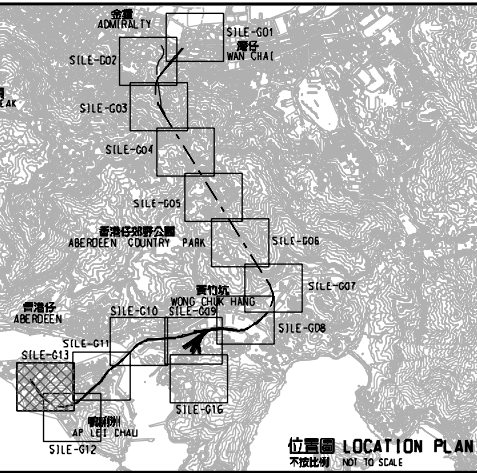 金鐘
ADMIRALTY
SILE-G01
灣仔
WAN CHAI
SILE-G02
EAK
SILE-G03
SILE-G04
SILE-G05
香港仔郊野公園
ABERDEEN COUNTRY PARK
SILE-G06
SILE-G07
黃竹坑
WONG CHUK HANG
香港仔
ABERDEEN
SILE-G10
SILE-G09
SILE-G08
SILE-G11
SILE-G13
鴨脷洲
AP LEI CHAU
SILE-G16
SILE-G12
位置圖 LOCATION PLAN
不按比例 NOT TO SCALE